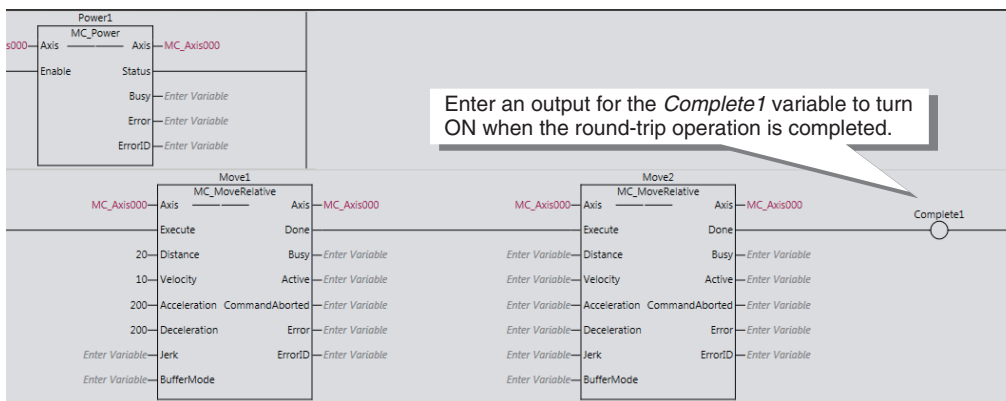 Power1
MC_Power
s000 Axis Axis MC_Axis000
Enable Status
Busy Enter Variable
Error Enter Variable
ErrorID Enter Variable
Enter an output for the Complete1 variable to turn
ON when the round-trip operation is completed.
Move1
MC_MoveRelative
MC_Axis000 Axis Axis MC_Axis000
Execute Done
20 Distance Busy Enter Variable
10 Velocity Active Enter Variable
200 Acceleration CommandAborted Enter Variable
200 Deceleration Error Enter Variable
Enter Variable Jerk ErrorID Enter Variable
Enter Variable BufferMode
Move2
MC_MoveRelative
MC_Axis000 Axis Axis MC_Axis000
Execute Done
Enter Variable Distance Busy Enter Variable
Enter Variable Velocity Active Enter Variable
Enter Variable Acceleration CommandAborted Enter Variable
Enter Variable Deceleration Error Enter Variable
Enter Variable Jerk ErrorID Enter Variable
Enter Variable BufferMode
Complete1